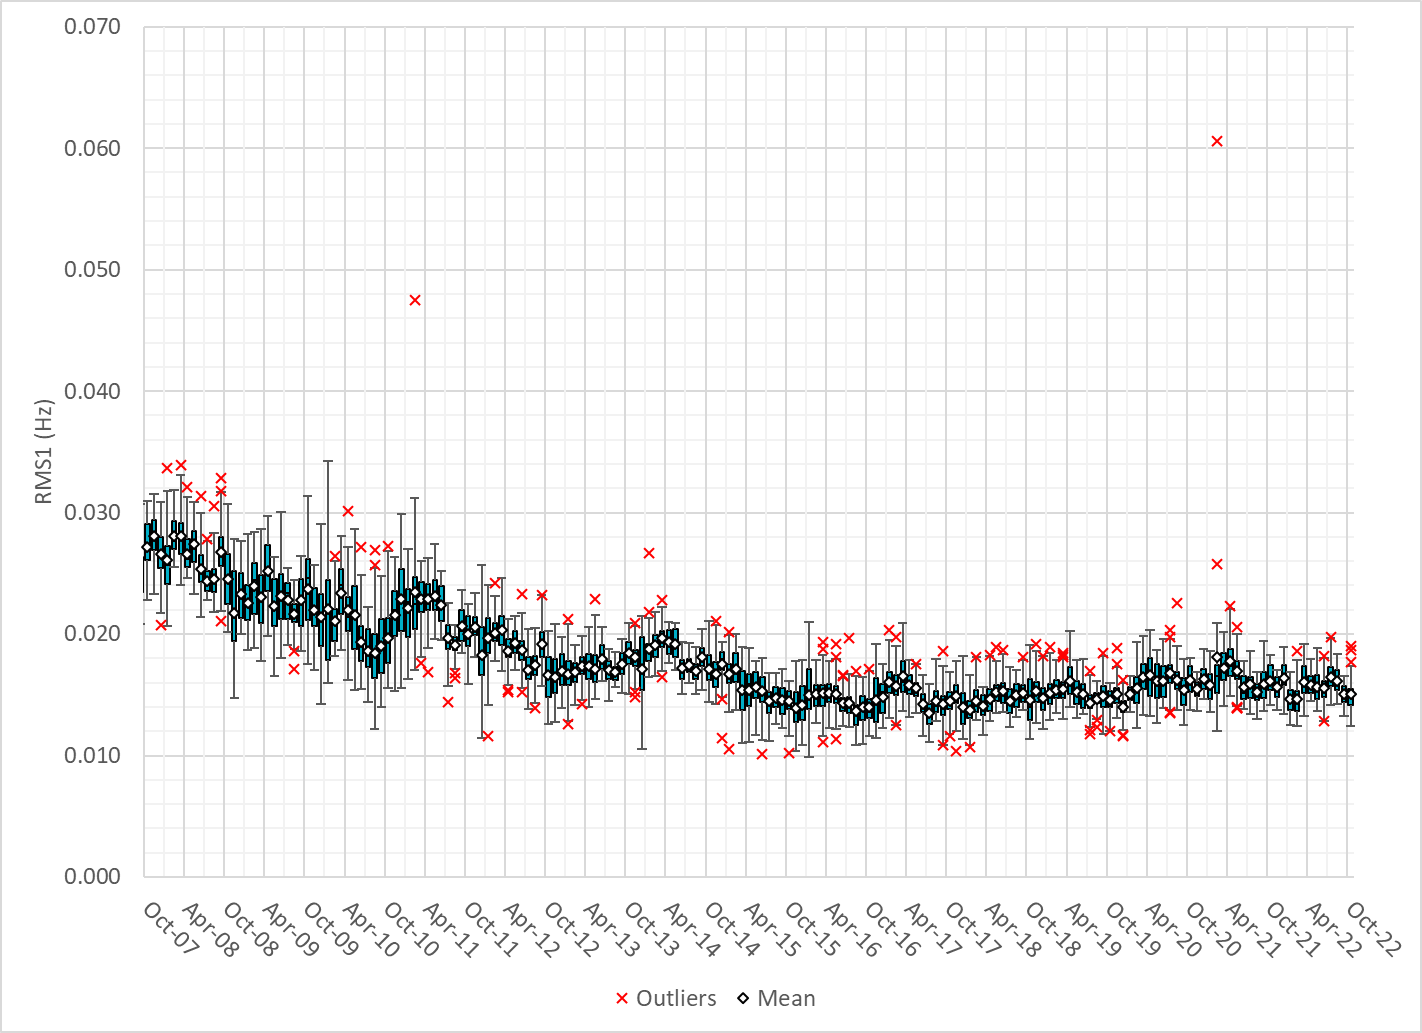 0.070
0.060
0.050
0.040
0.030
0.020
0.010
0.000
RMS1 (Hz)
Oct-07
Apr-08
Oct-08
Apr-09
Oct-09
Apr-10
Oct-10
Apr-11
Oct-11
Apr-12
Oct-12
Apr-13
Oct-13
Apr-14
Oct-14
Apr-15
Oct-15
Apr-16
Oct-16
Apr-17
Oct-17
Apr-18
Oct-18
Apr-19
Oct-19
Apr-20
Oct-20
Apr-21
Oct-21
Apr-22
Oct-22
Outliers Mean